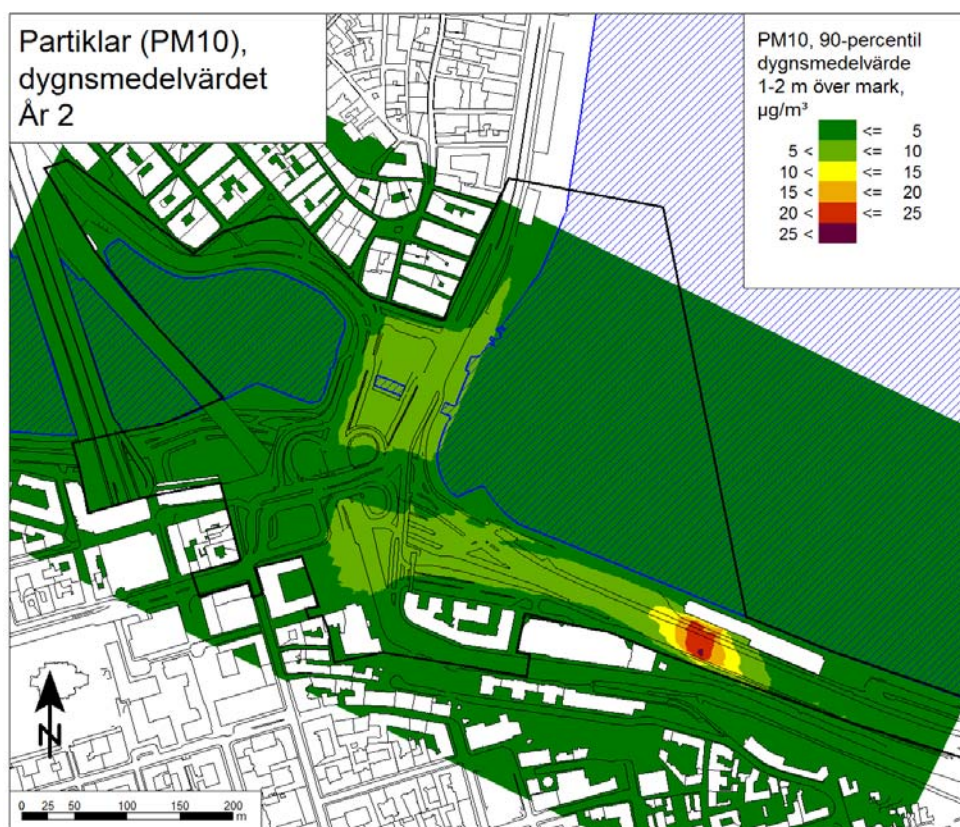 Partiklar (PM10),
dygnsmedelvärdet
År 2
PM10, 90-percentil
dygnsmedelvärde
1-2 m över mark,
µg/m³
<= 5
5 < <= 10
10 < <= 15
15 < <= 20
20 < <= 25
25 <
N
0 25 50 100 150 200
m